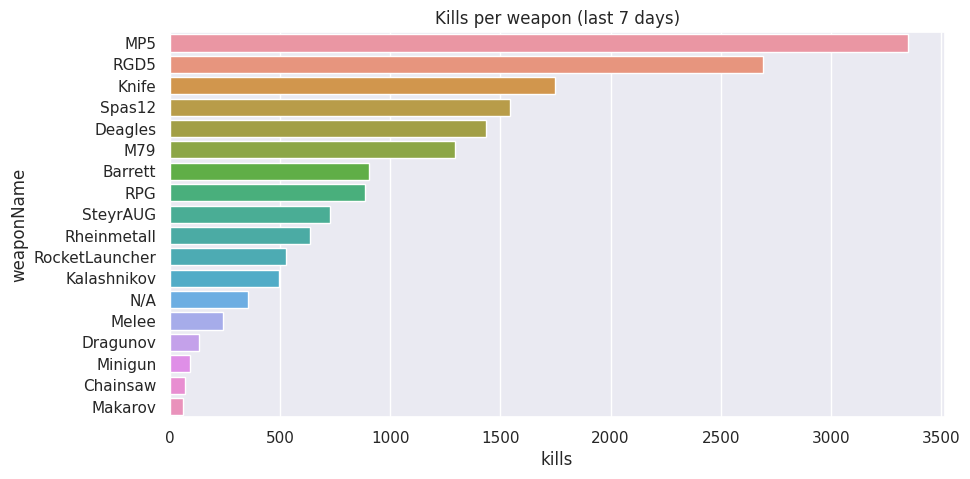 Kills per weapon (last 7 days)
weaponName
MP5
RGD5
Knife
Spas12
Deagles
M79
Barrett
RPG
SteyrAUG
Rheinmetall
RocketLauncher
Kalashnikov
N/A
Melee
Dragunov
Minigun
Chainsaw
Makarov
0 500 1000 1500 2000 2500 3000 3500
kills